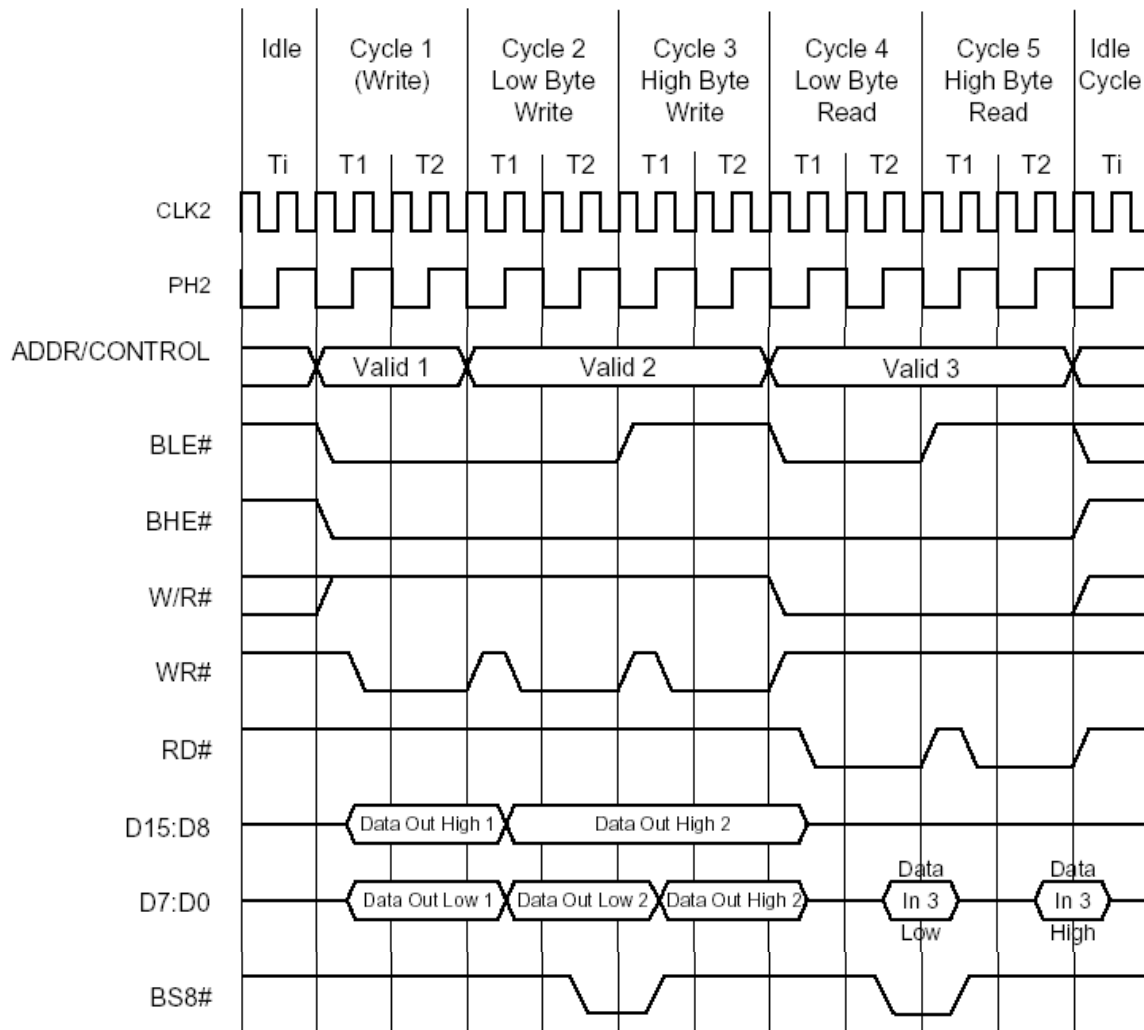 Idle
Cycle 1
(Write)
Cycle 2
Low Byte
Write
Cycle 3
High Byte
Write
Cycle 4
Low Byte
Read
Cycle 5
High Byte
Read
Idle
Cycle
Ti T1 T2 T1 T2 T1 T2 T1 T2 T1 T2 Ti
CLK2
PH2
ADDR/CONTROL Valid 1 Valid 2 Valid 3
BLE#
BHE#
W/R#
WR#
RD#
D15:D8 Data Out High 1 Data Out High 2
D7:D0 Data Out Low 1 Data Out Low 2 Data Out High 2
Data
In 3
Low
Data
In 3
High
BS8#